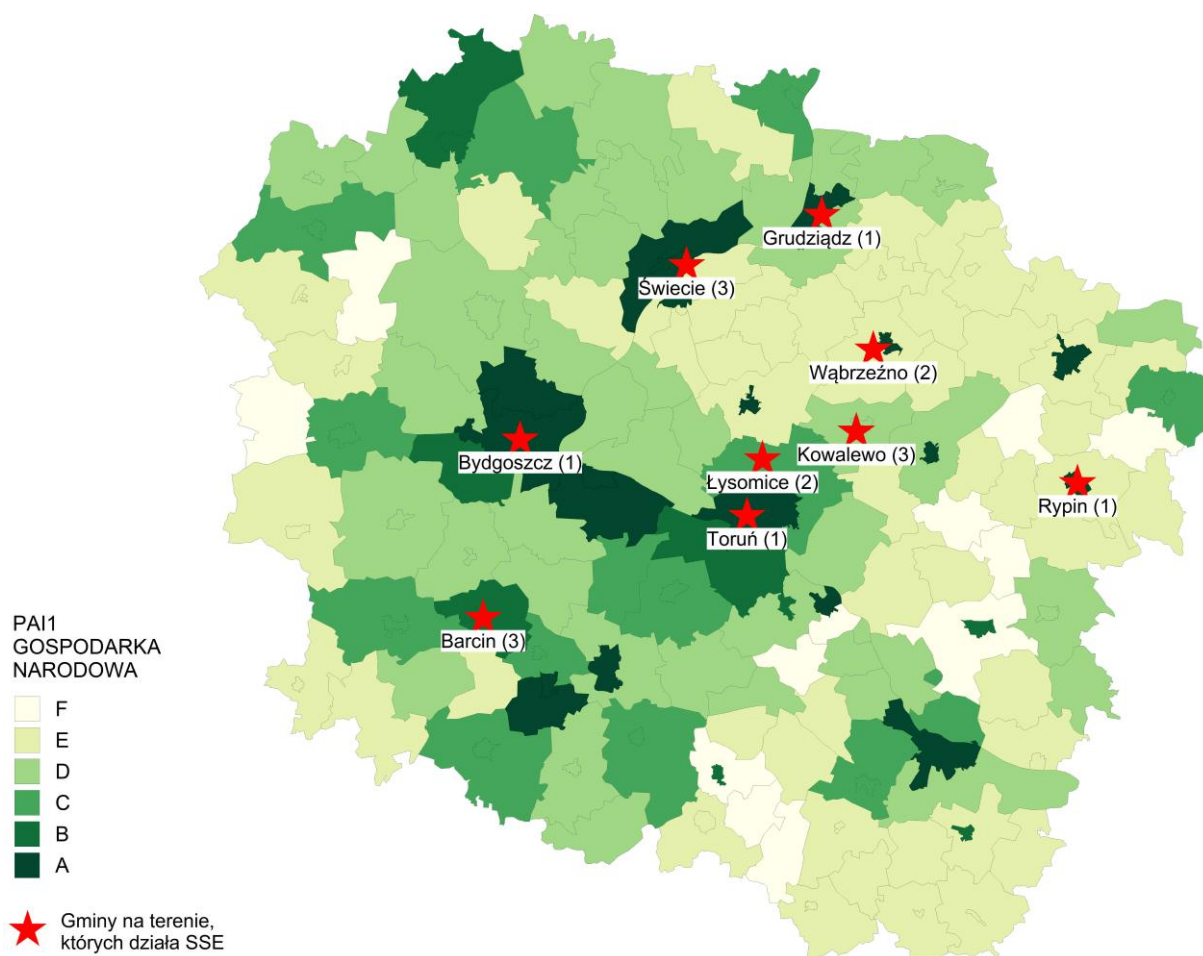 Grudziądz (1)
Świecie (3)
Wąbrzeźno (2)
Kowalewo (3)
Bydgoszcz (1)
Łysomice (2)
Rypin (1)
Toruń (1)
Barcin (3)
PAI1
GOSPODARKA
NARODOWA
F
E
D
C
B
A
Gminy na terenie,
których działa SSE